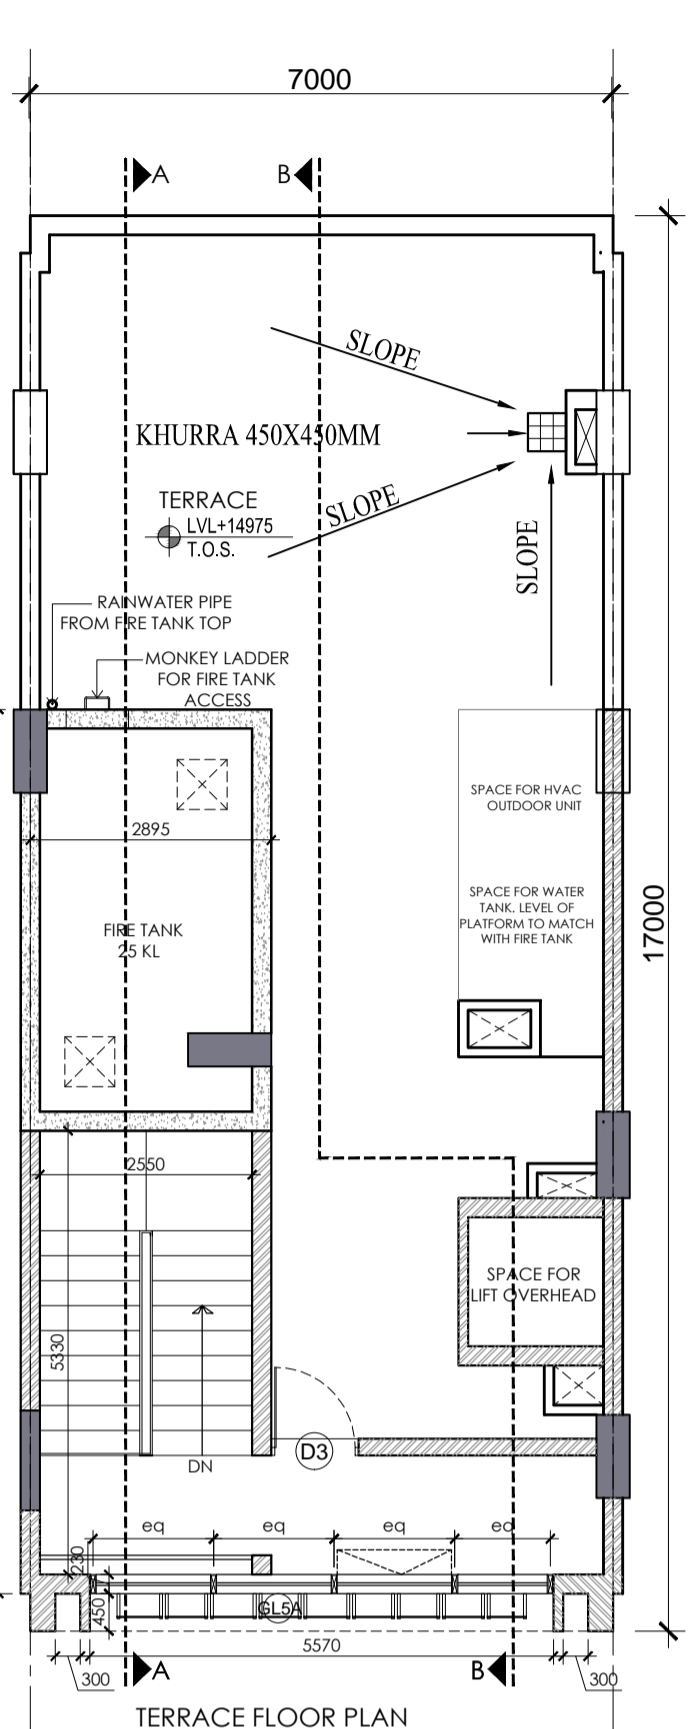 7000
A
B
SLOPE
KHURRA 450X450MM
TERRACE
LVL+14975
T.O.S.
SLOPE
SLOPE
RAINWATER PIPE
FROM FIRE TANK TOP
MONKEY LADDER
FOR FIRE TANK
ACCESS
SPACE FOR HVAC
OUTDOOR UNIT
2895
SPACE FOR WATER
TANK. LEVEL OF
PLATFORM TO MATCH
WITH FIRE TANK
17000
FIRE TANK
25 KL
2550
SPACE FOR
LIFT OVERHEAD
5330
D3
DN
eq
eq
eq
eq
230
450
GL5A
5570
300
300
A
B
TERRACE FLOOR PLAN